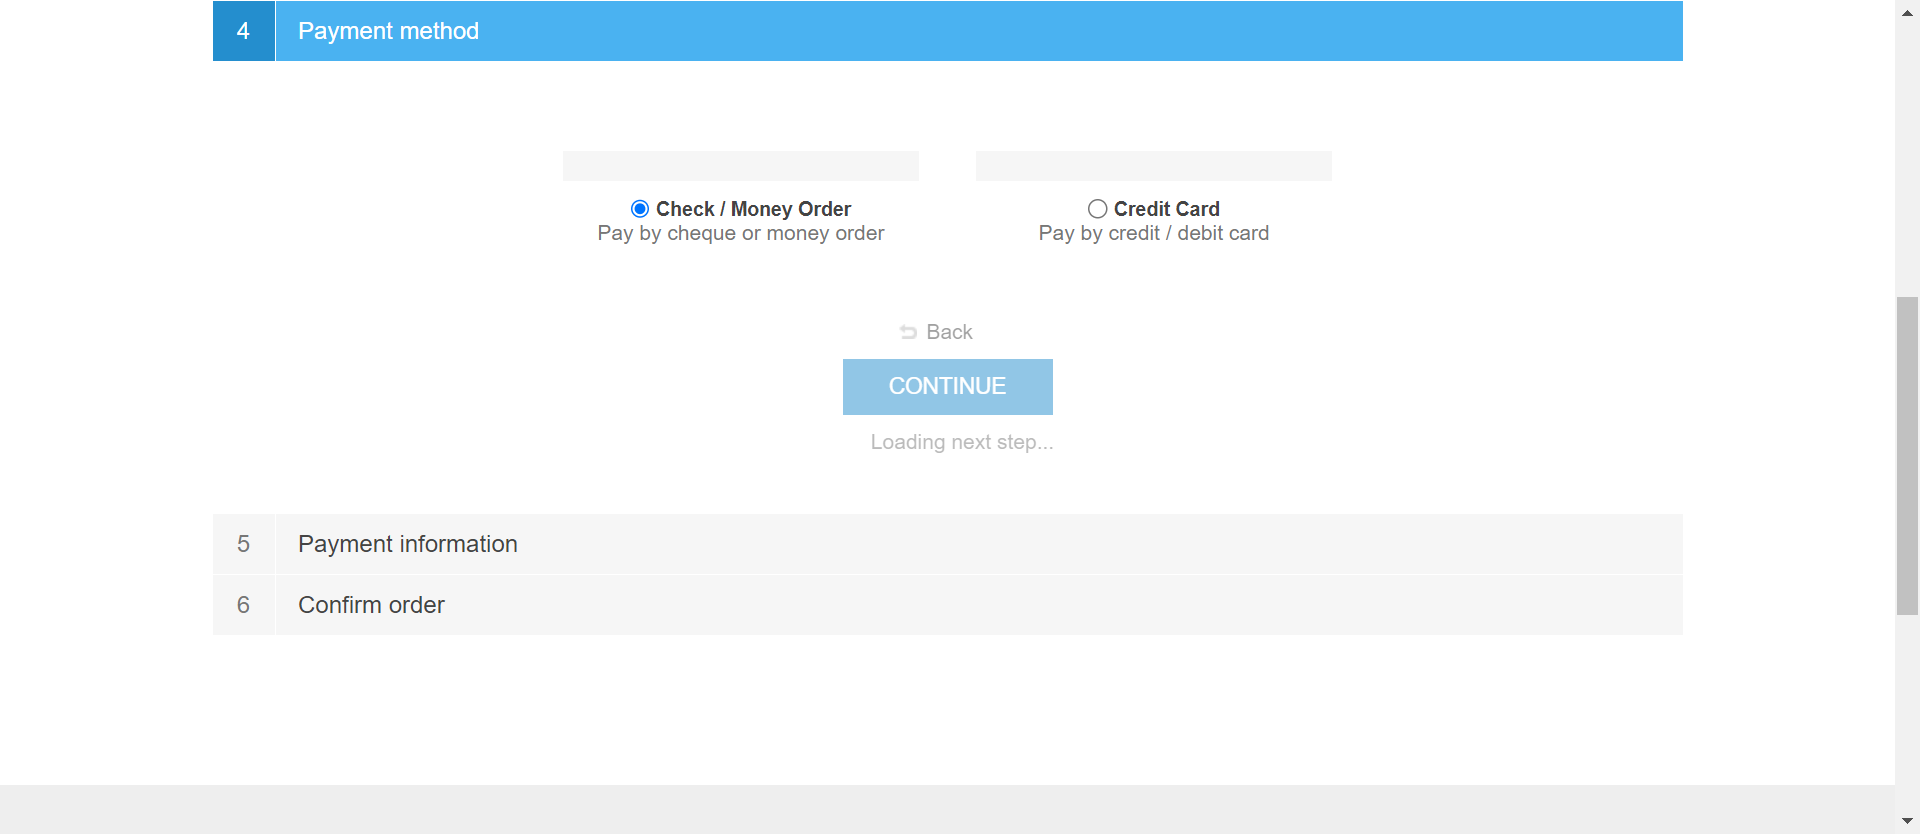 4 Payment method
Check / Money Order
Pay by cheque or money order
Credit Card
Pay by credit / debit card
Back
CONTINUE
Loading next step...
5 Payment information
6 Confirm order